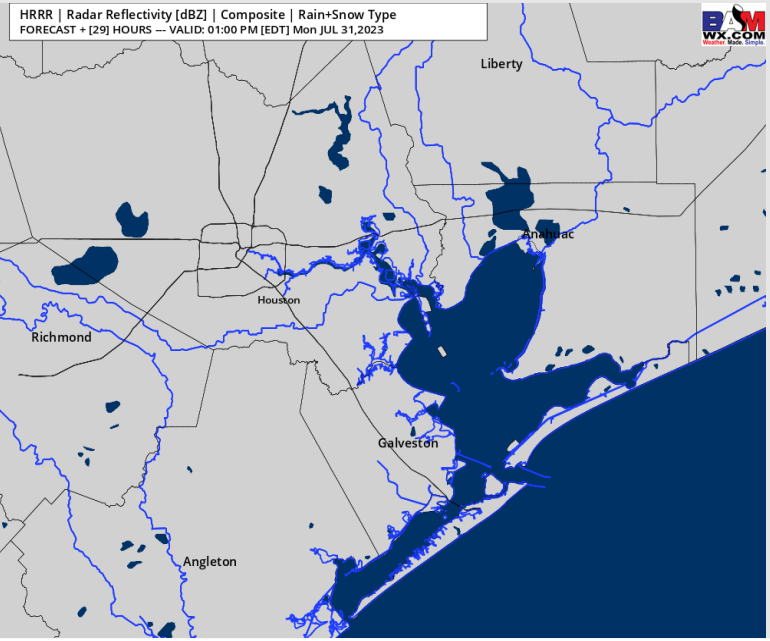 HRRR | Radar Reflectivity [dBZ] | Composite | Rain+Snow Type
FORECAST + [29] HOURS --- VALID: 01:00 PM [EDT] Mon JUL 31,2023
BAM
WX.COM
Weather. Made. Simple.
Liberty
Anahuac
Houston
Richmond
Galveston
Angleton